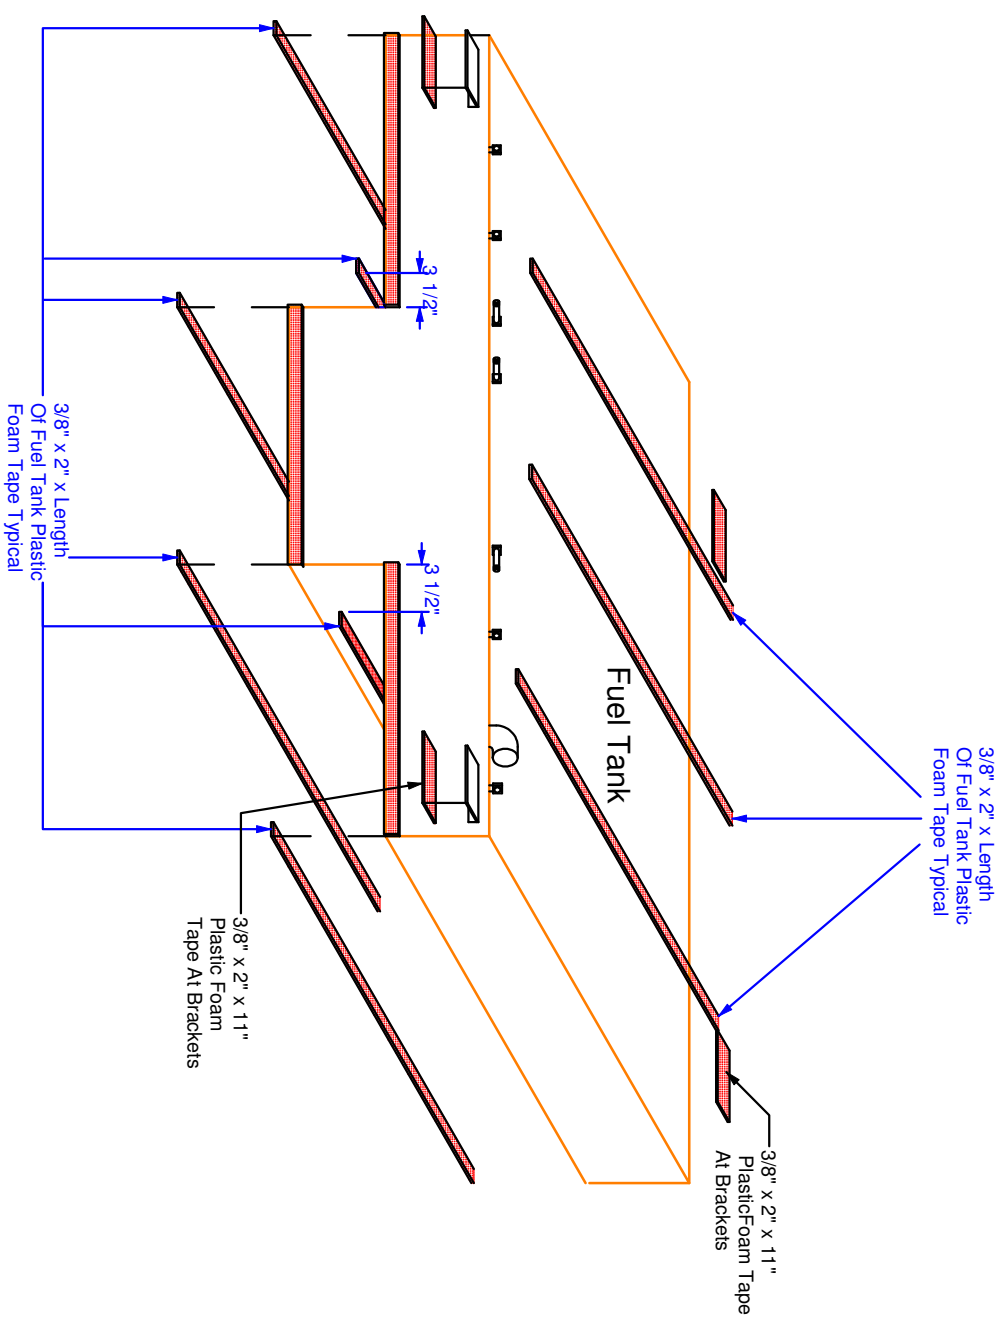 3/8" x 2" x Length
Of Fuel Tank Plastic
Foam Tape Typical
3/8" x 2" x 11"
PlasticFoam Tape
At Brackets
Fuel Tank
3 1/2"
3 1/2"
3/8" x 2" x 11"
Plastic Foam
Tape At Brackets
3/8" x 2" x Length
Of Fuel Tank Plastic
Foam Tape Typical